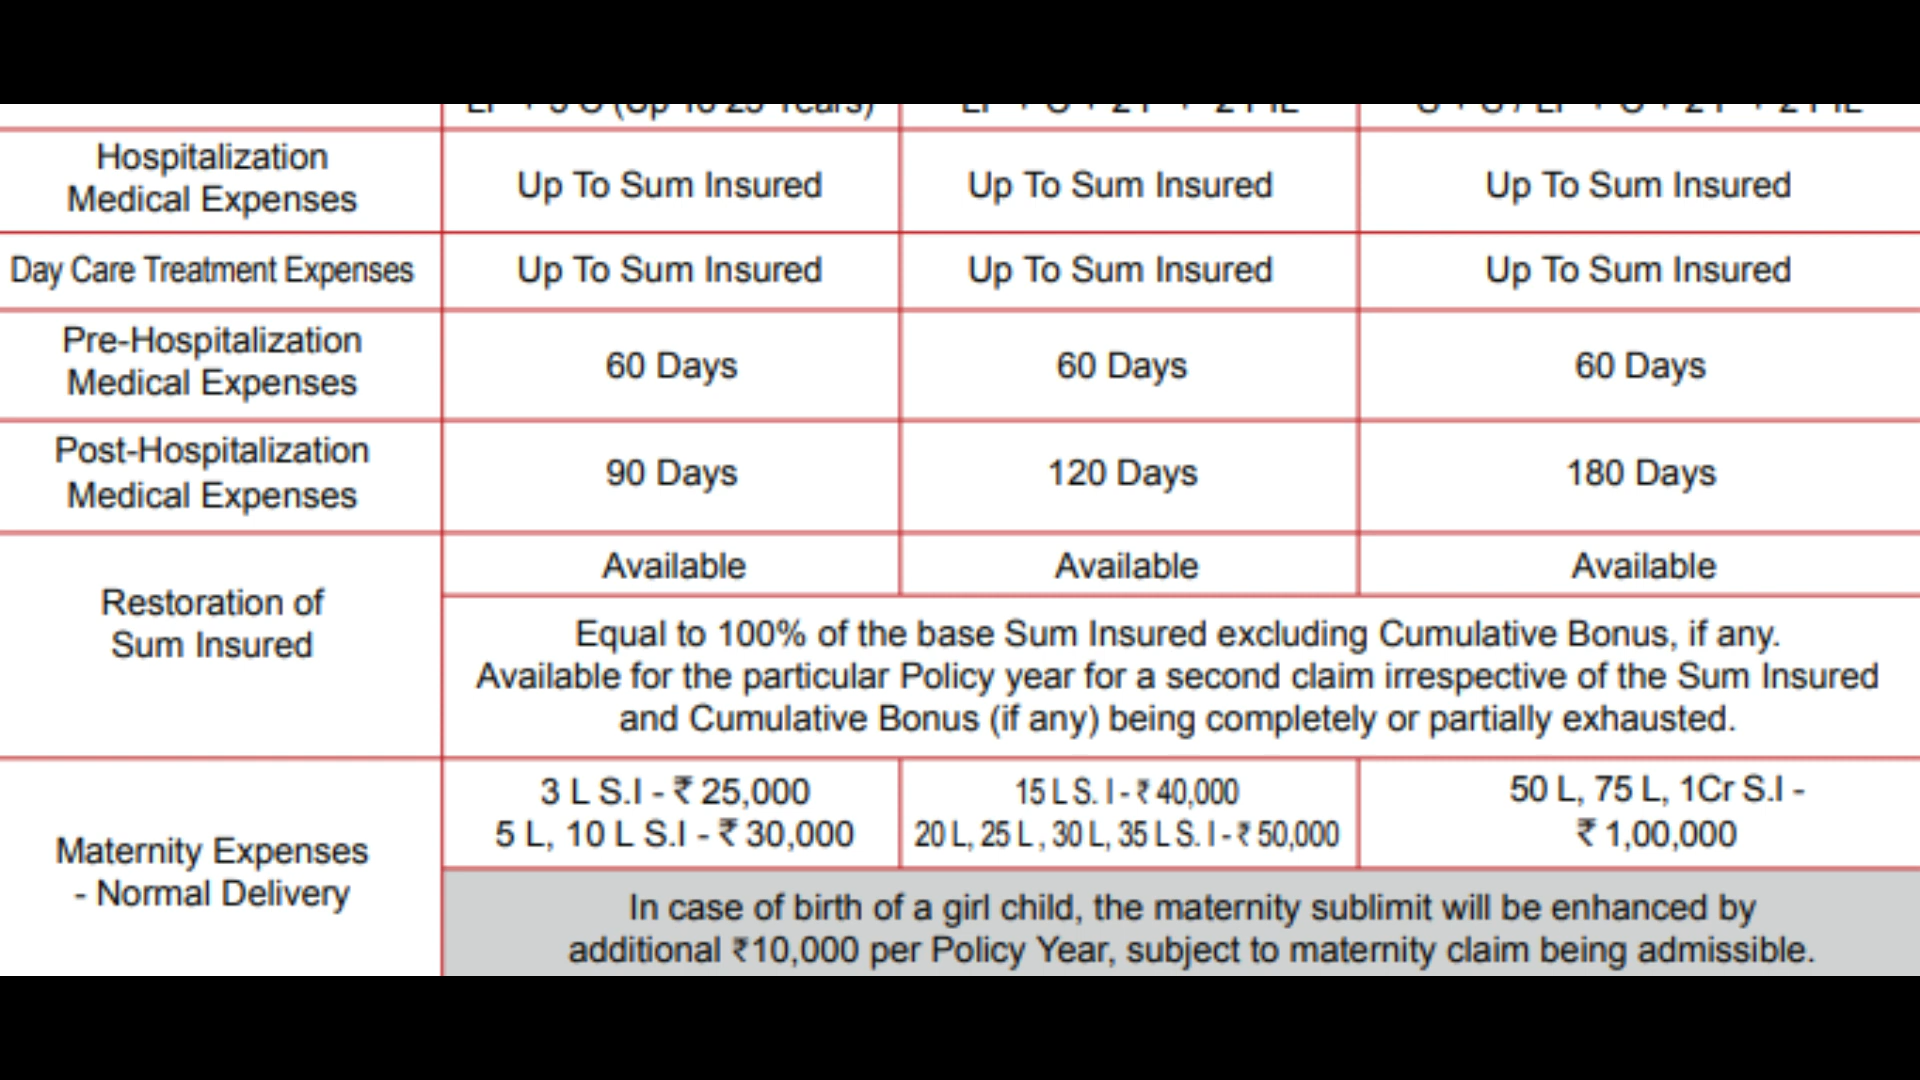 Hospitalization
Medical Expenses
Up To Sum Insured
Up To Sum Insured
Up To Sum Insured
Day Care Treatment Expenses
Up To Sum Insured
Up To Sum Insured
Up To Sum Insured
Pre-Hospitalization
Medical Expenses
60 Days
60 Days
60 Days
Post-Hospitalization
Medical Expenses
90 Days
120 Days
180 Days
Restoration of
Sum Insured
Available
Available
Available
Equal to 100% of the base Sum Insured excluding Cumulative Bonus, if any.
Available for the particular Policy year for a second claim irrespective of the Sum Insured
and Cumulative Bonus (if any) being completely or partially exhausted.
Maternity Expenses
- Normal Delivery
3 L S.I - ₹ 25,000
5 L, 10 L S.I - ₹ 30,000
15 L S. I - ₹ 40,000
20 L, 25 L , 30 L, 35 L S. I - ₹ 50,000
50 L, 75 L, 1Cr S.I -
₹ 1,00,000
In case of birth of a girl child, the maternity sublimit will be enhanced by
additional ₹10,000 per Policy Year, subject to maternity claim being admissible.